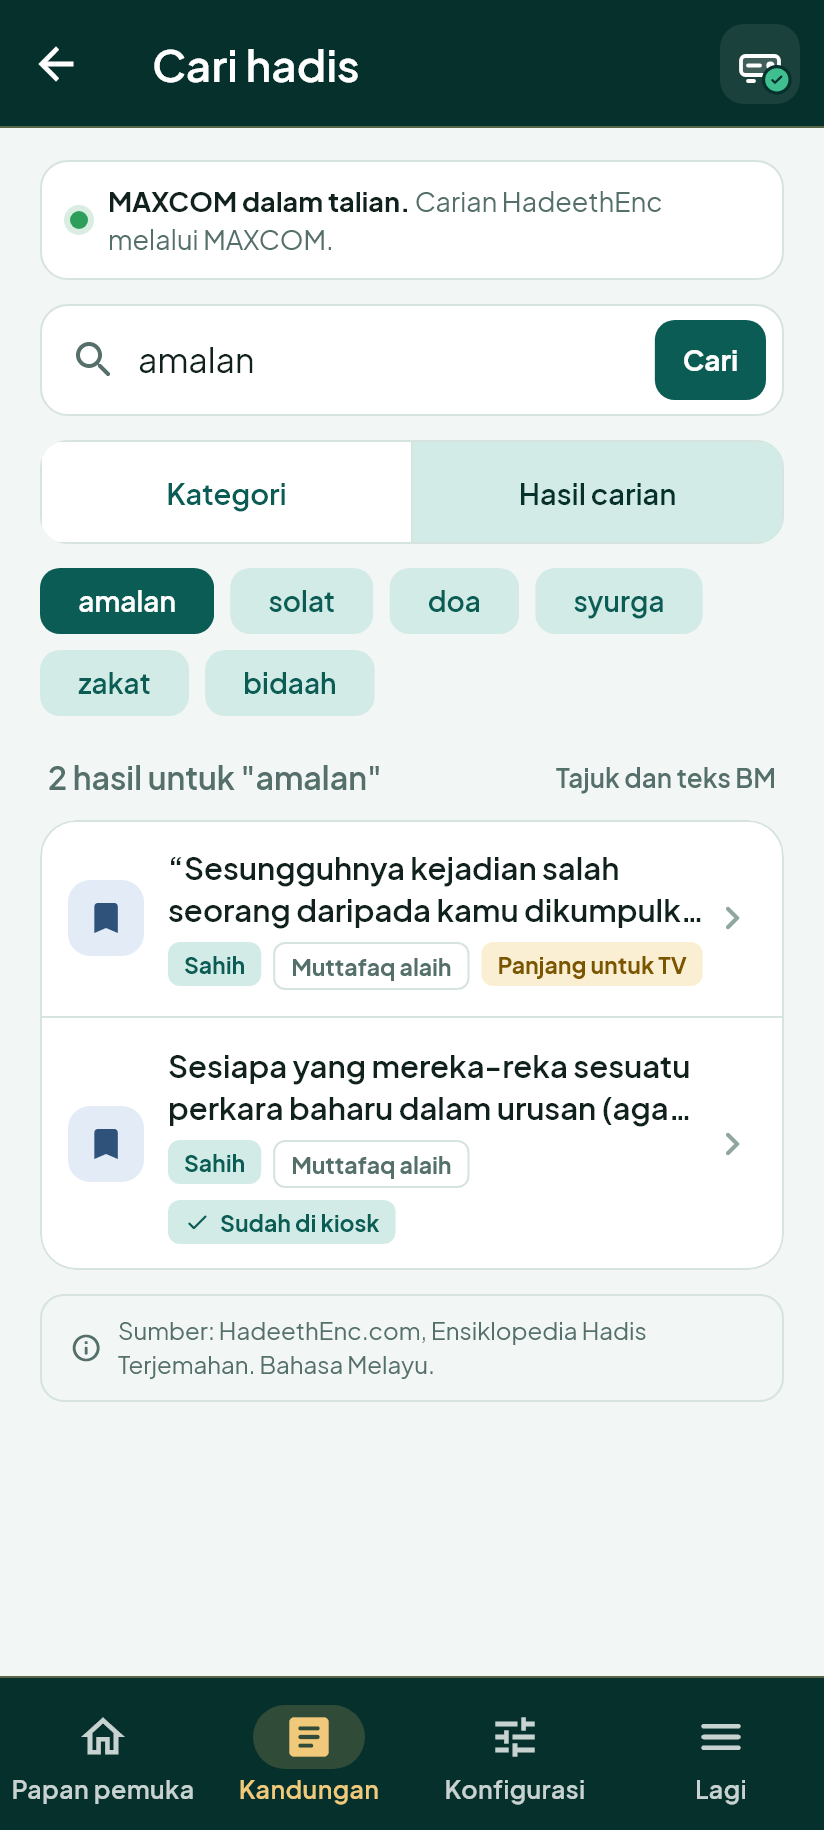 Cari hadis
MAXCOM dalam talian. Carian HadeethEnc
melalui MAXCOM.
amalan
Cari
Kategori
Hasil carian
amalan
solat
doa
syurga
zakat
bidaah
2 hasil untuk "amalan"
Tajuk dan teks BM
“Sesungguhnya kejadian salah
seorang daripada kamu dikumpulk…
Sahih
Muttafaq alaih
Panjang untuk TV
Sesiapa yang mereka-reka sesuatu
perkara baharu dalam urusan (aga…
Sahih
Muttafaq alaih
Sudah di kiosk
Sumber: HadeethEnc.com, Ensiklopedia Hadis
Terjemahan. Bahasa Melayu.
Papan pemuka
Kandungan
Konfigurasi
Lagi